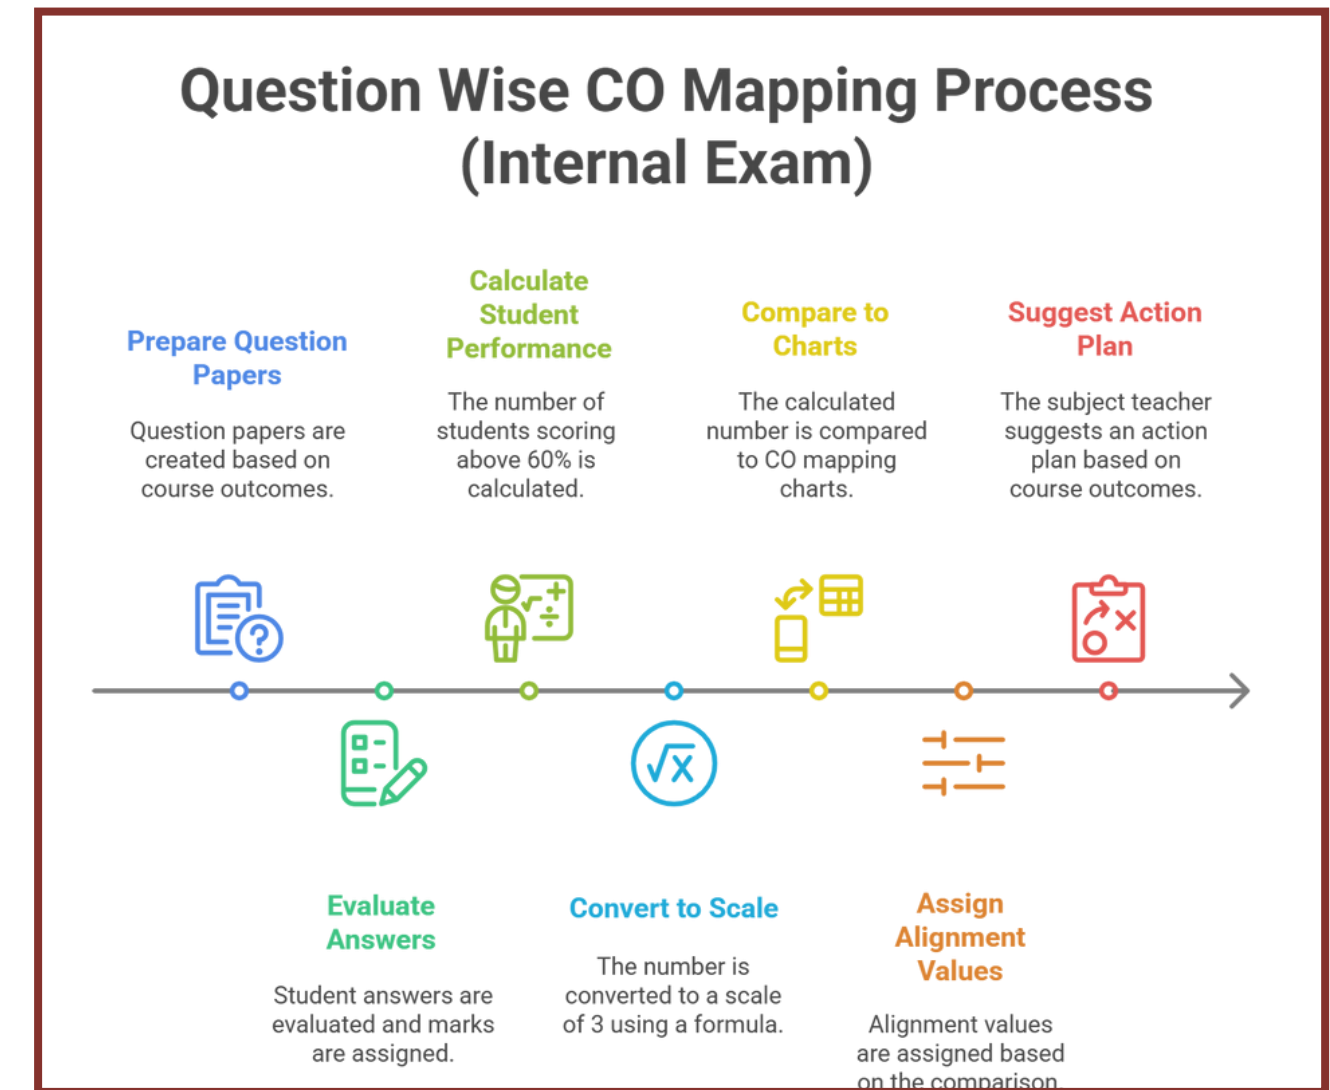 Question Wise CO Mapping Process
(Internal Exam)
Prepare Question
Papers
Question papers are
created based on
course outcomes.
Evaluate
Answers
Student answers are
evaluated and marks
are assigned.
Calculate
Student
Performance
The number of
students scoring
above 60% is
calculated.
Convert to Scale
The number is
converted to a scale
of 3 using a formula.
Compare to
Charts
The calculated
number is compared
to CO mapping
charts.
Assign
Alignment
Values
Alignment values
are assigned based
on the comparison.
Suggest Action
Plan
The subject teacher
suggests an action
plan based on
course outcomes.